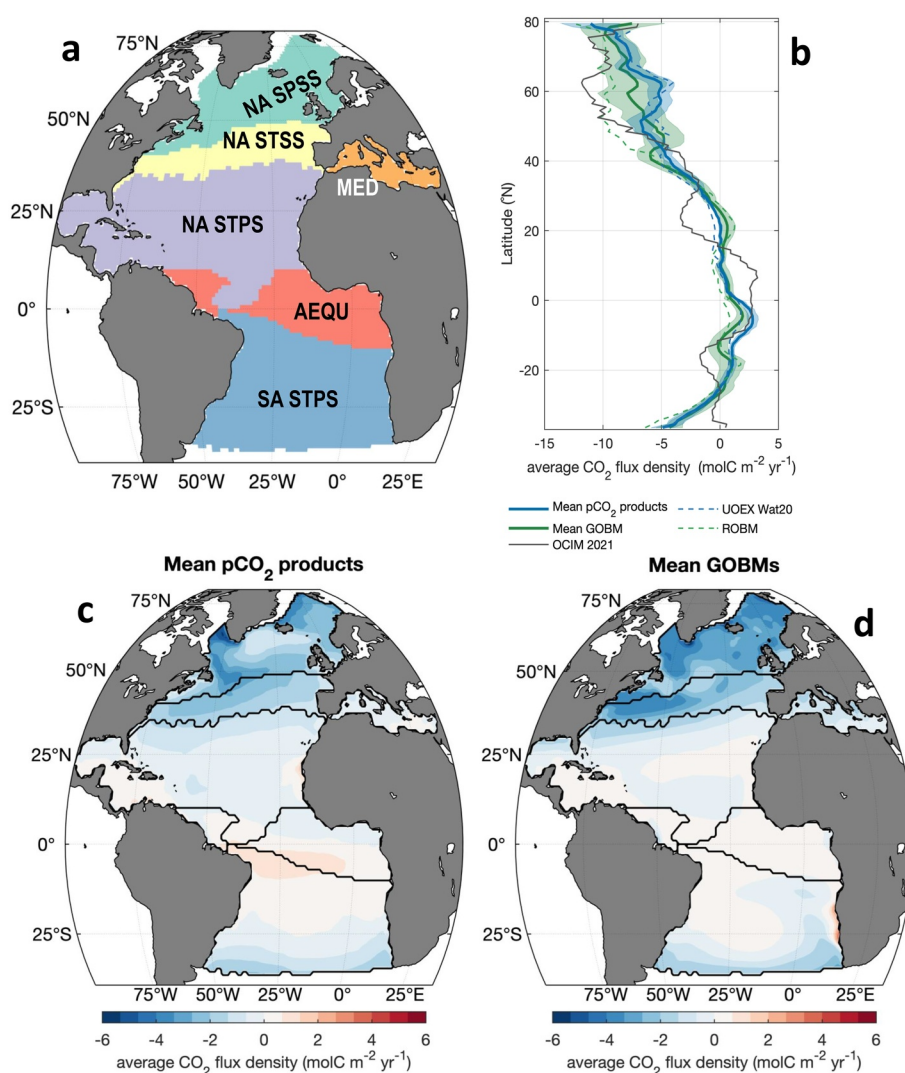 a
75°N
50°N
25°N
0°
25°S
75°W 50°W 25°W 0° 25°E
NA SPSS
NA STSS
MED
NA STPS
AEQU
SA STPS
b
80
60
40
20
0
-20
Latitude (°N)
-15 -10 -5 0 5
average CO₂ flux density (molC m⁻² yr⁻¹)
Mean pCO₂ products
UOEX Wat20
Mean GOBM
ROBM
OCIM 2021
Mean pCO₂ products
c
75°N
50°N
25°N
0°
25°S
75°W 50°W 25°W 0° 25°E
-6 -4 -2 0 2 4 6
average CO₂ flux density (molC m⁻² yr⁻¹)
Mean GOBMs
d
75°N
50°N
25°N
0°
25°S
75°W 50°W 25°W 0° 25°E
-6 -4 -2 0 2 4 6
average CO₂ flux density (molC m⁻² yr⁻¹)